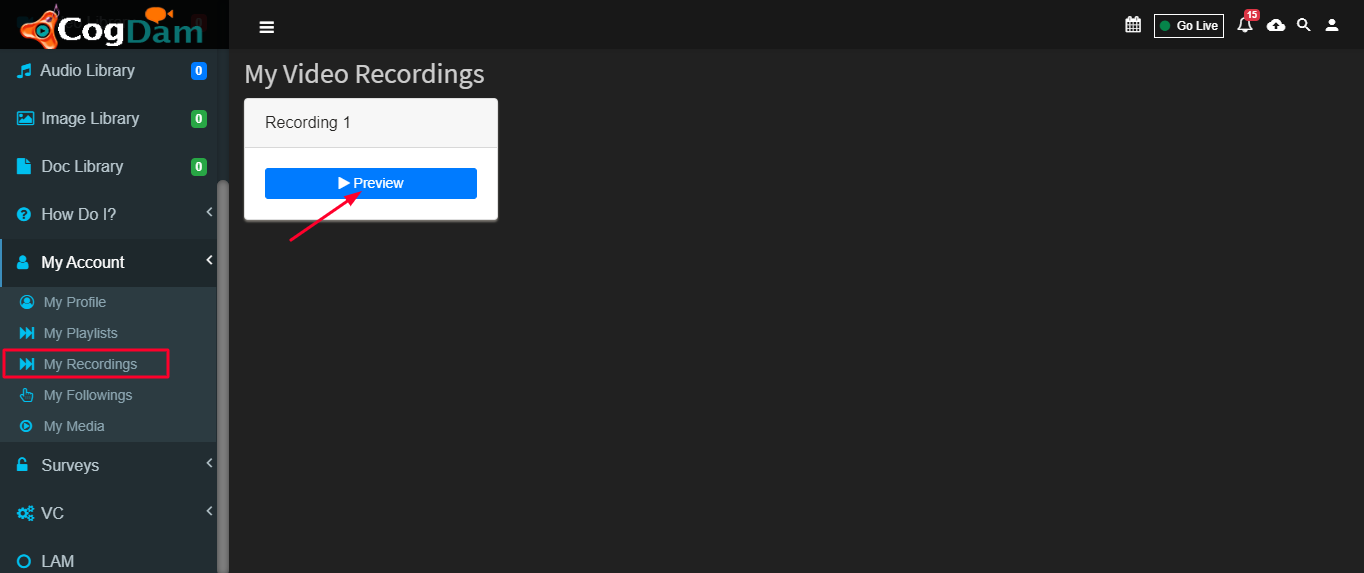 CogDam
Audio Library 0
Image Library 0
Doc Library 0
How Do I?
My Account
My Profile
My Playlists
My Recordings
My Followings
My Media
Surveys
VC
LAM
Go Live
15
My Video Recordings
Recording 1
Preview